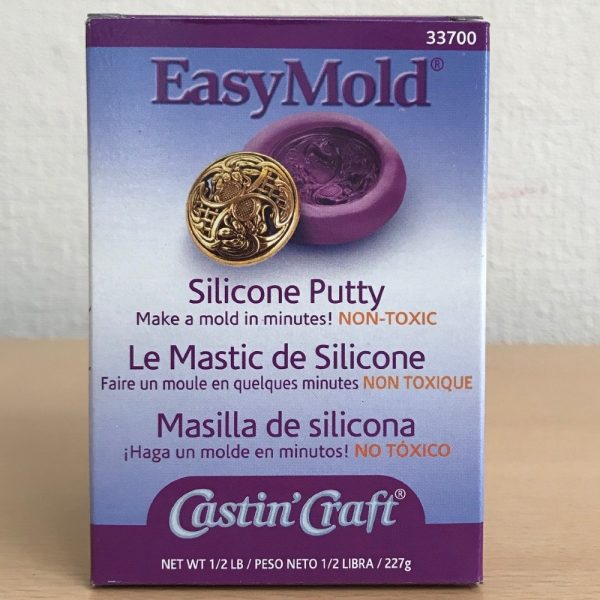 33700
EasyMold®
Silicone Putty
Make a mold in minutes! NON-TOXIC
Le Mastic de Silicone
Faire un moule en quelques minutes NON TOXIQUE
Masilla de silicona
¡Haga un molde en minutos! NO TÓXICO
Castin'Craft®
NET WT 1/2 LB / PESO NETO 1/2 LIBRA / 227g